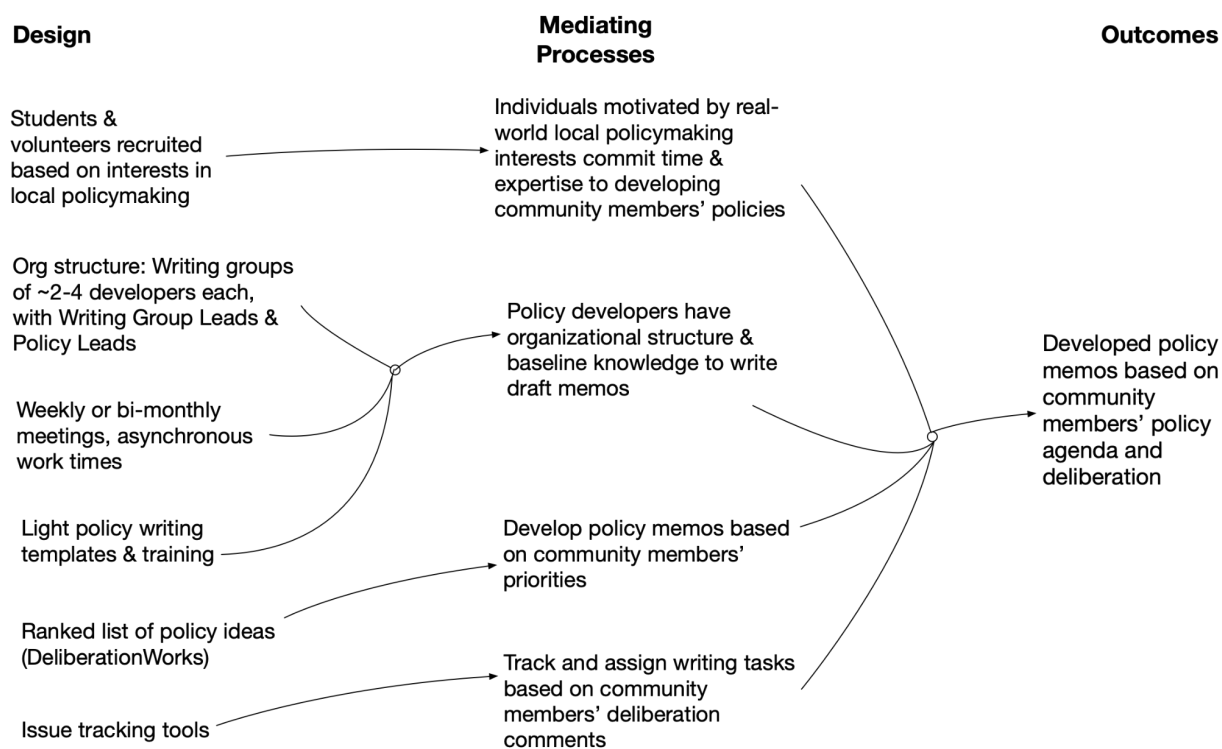 Design
Mediating
Processes
Outcomes
Students &
volunteers recruited
based on interests in
local policymaking
Individuals motivated by real-
world local policymaking
interests commit time &
expertise to developing
community members’ policies
Org structure: Writing groups
of ~2-4 developers each,
with Writing Group Leads &
Policy Leads
Policy developers have
organizational structure &
baseline knowledge to write
draft memos
Developed policy
memos based on
community
members’ policy
agenda and
deliberation
Weekly or bi-monthly
meetings, asynchronous
work times
Light policy writing
templates & training
Develop policy memos based
on community members’
priorities
Ranked list of policy ideas
(DeliberationWorks)
Track and assign writing tasks
based on community
members’ deliberation
comments
Issue tracking tools